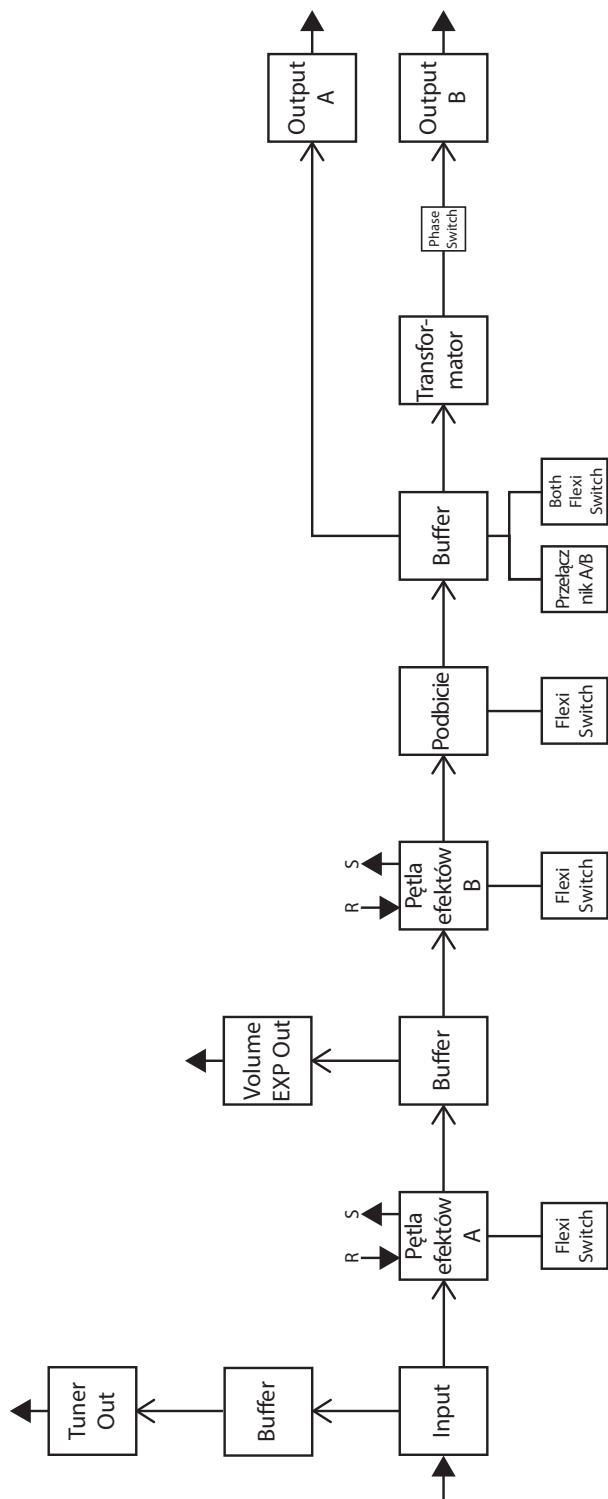 Tuner
Out
Buffer
Input
R
S
Pętla
efektów
A
Flexi
Switch
Volume
EXP Out
Buffer
R
S
Pętla
efektów
B
Flexi
Switch
Podbicie
Flexi
Switch
Buffer
Przełącz
nik A/B
Both
Flexi
Switch
Transfor-
mator
Phase
Switch
Output
A
Output
B